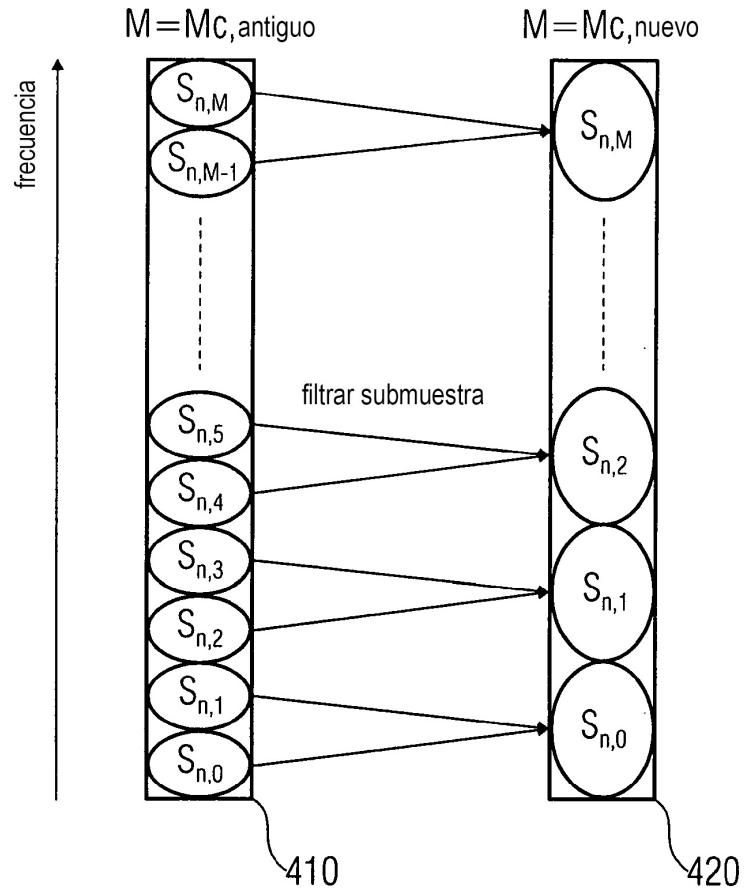 M=Mc,antiguo
M=Mc,nuevo
frecuencia
Sn,M
Sn,M-1
Sn,5
Sn,4
Sn,3
Sn,2
Sn,1
Sn,0
filtrar submuestra
Sn,M
Sn,2
Sn,1
Sn,0
410
420